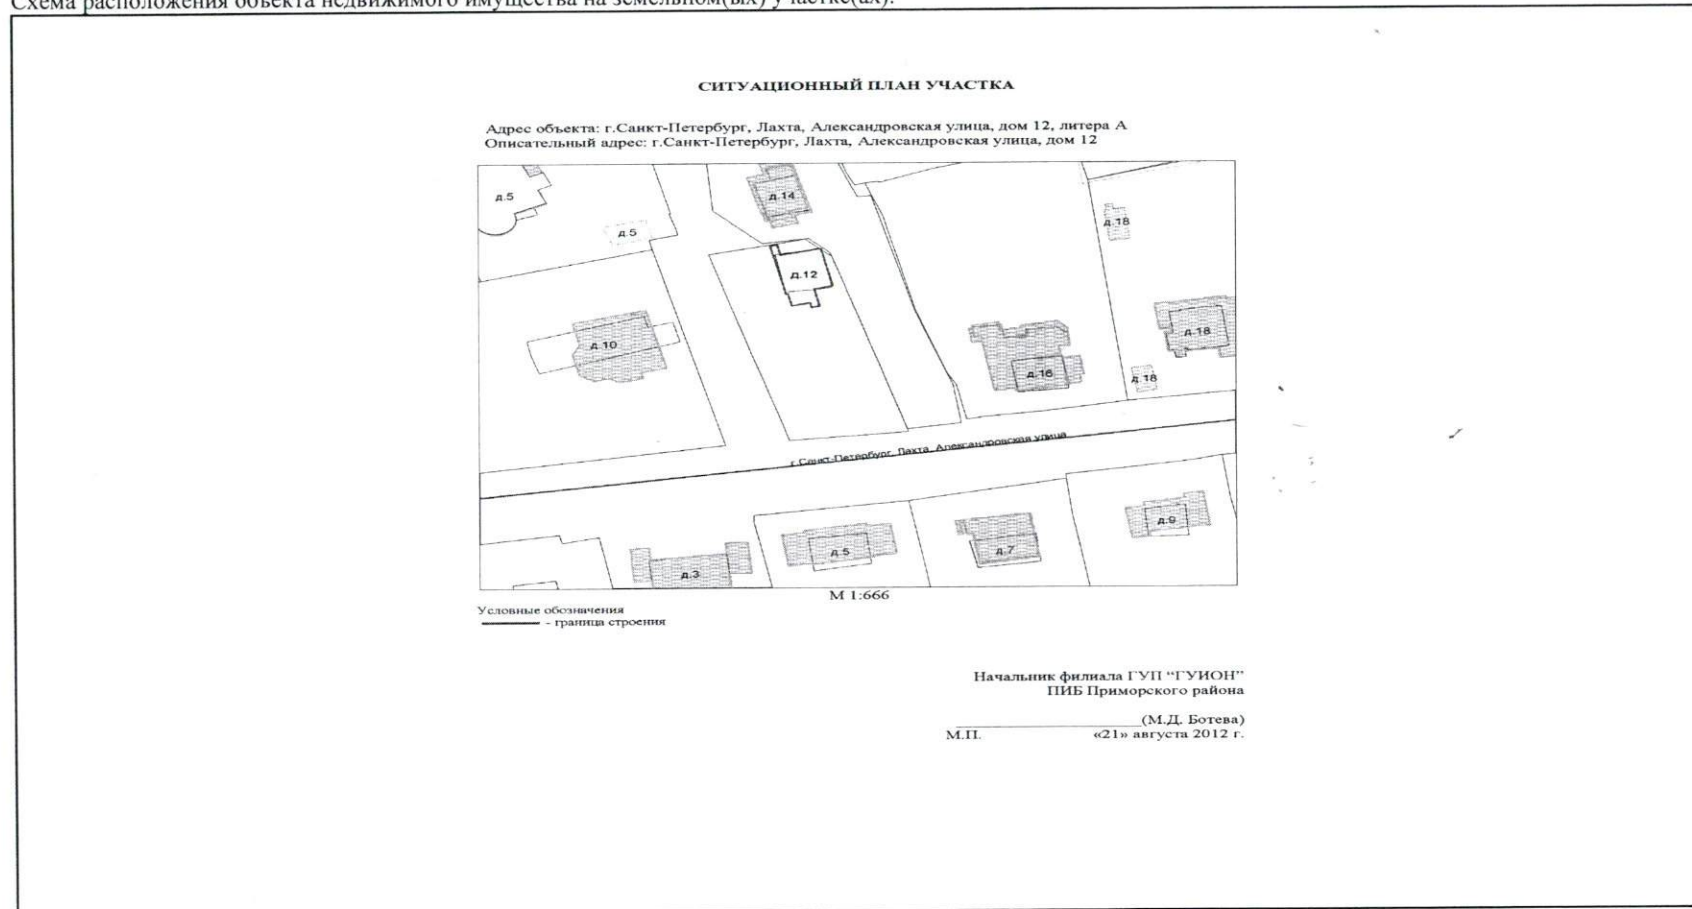 Схема расположения объекта недвижимого имущества на земельном(ых) участке(ах):
СИТУАЦИОННЫЙ ПЛАН УЧАСТКА
Адрес объекта: г.Санкт-Петербург, Лахта, Александровская улица, дом 12, литера А
Описательный адрес: г.Санкт-Петербург, Лахта, Александровская улица, дом 12
д.5
д.14
д.5
д.18
д.12
д.10
д.18
д.16
д.18
г.Санкт-Петербург, Лахта, Александровская улица
д.3
д.5
д.7
д.9
М 1:666
Условные обозначения
- граница строения
Начальник филиала ГУП “ГУИОН”
ПИБ Приморского района
(М.Д. Ботева)
М.П. «21» августа 2012 г.